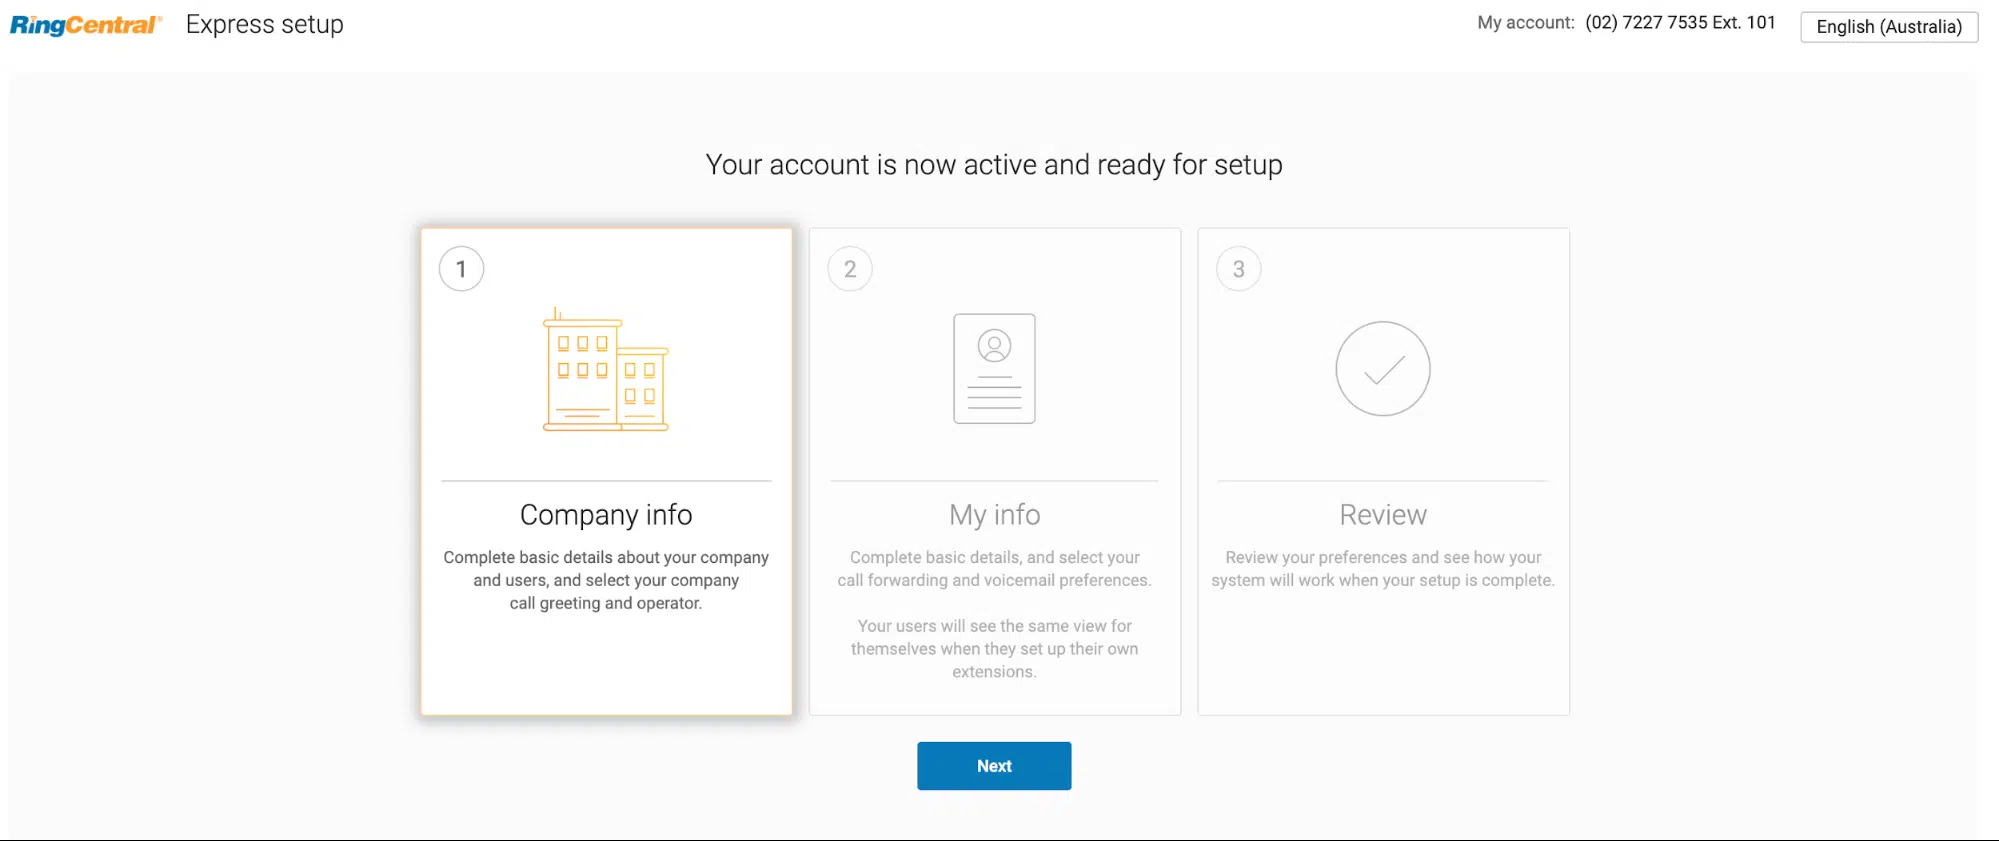 RingCentral® Express setup
My account: (02) 7227 7535 Ext. 101
English (Australia)
Your account is now active and ready for setup
1
Company info
Complete basic details about your company
and users, and select your company
call greeting and operator.
2
My info
Complete basic details, and select your
call forwarding and voicemail preferences.
Your users will see the same view for
themselves when they set up their own
extensions.
3
Review
Review your preferences and see how your
system will work when your setup is complete.
Next